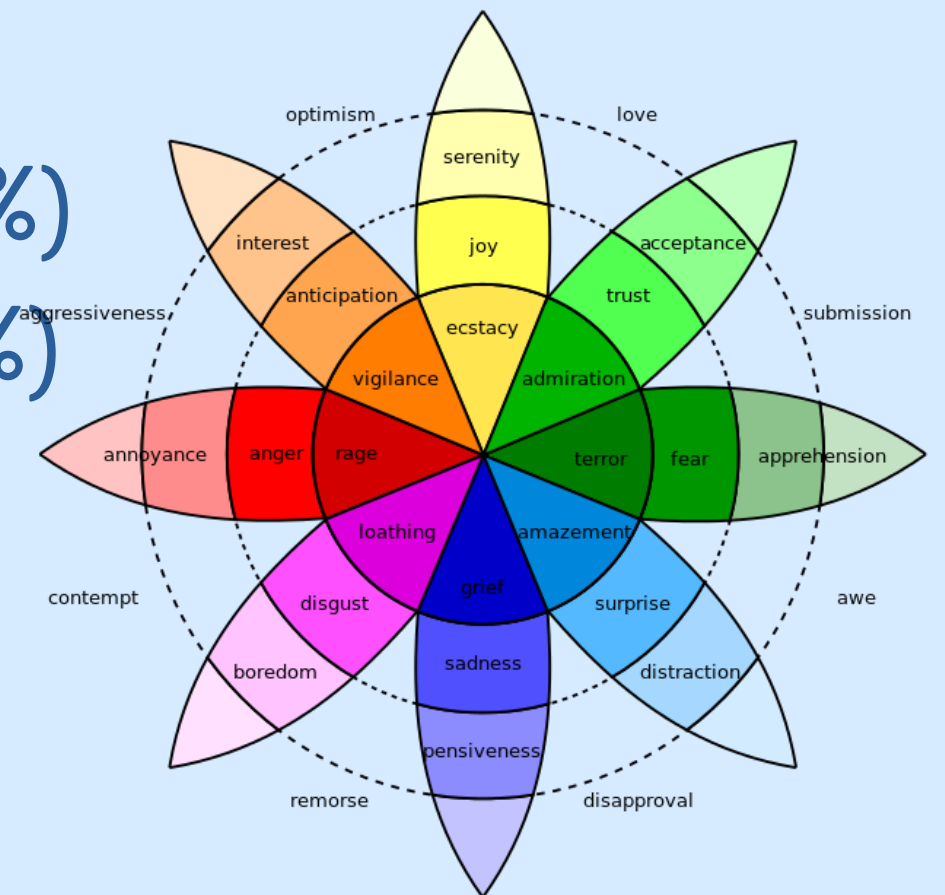 optimism
love
serenity
%)
interest
joy
acceptance
anticipation
trust
aggressiveness
submission
ecstacy
%)
vigilance
admiration
annoyance
anger
rage
terror
fear
apprehension
loathing
amazement
grief
contempt
disgust
surprise
awe
sadness
boredom
distraction
pensiveness
remorse
disapproval